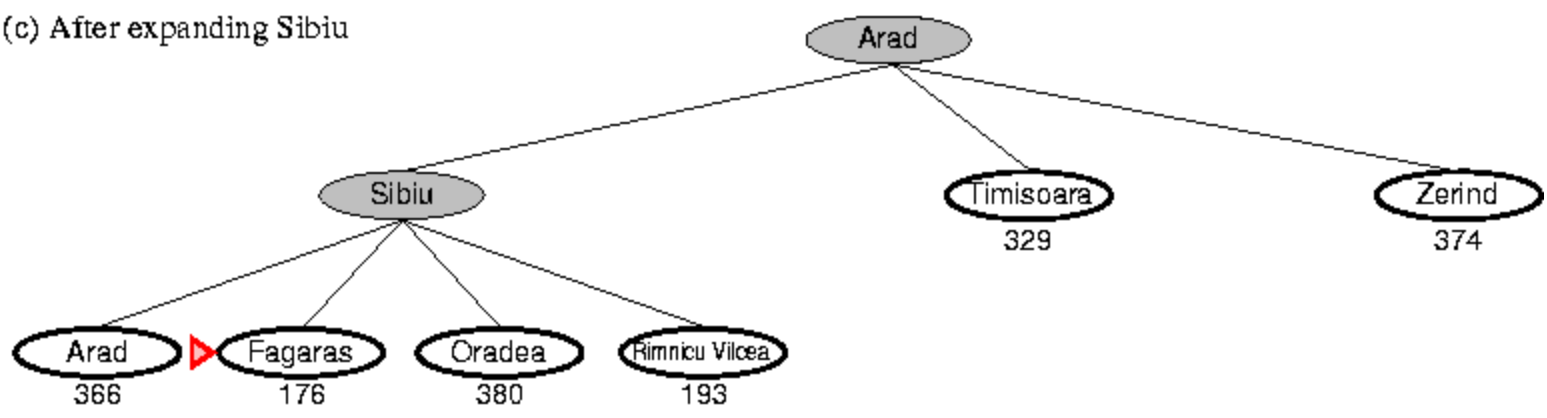 (c) After expanding Sibiu
Arad
Sibiu
Timisoara
Zerind
329
374
Arad
Fagaras
Oradea
Rimnicu Vilcea
366
176
380
193